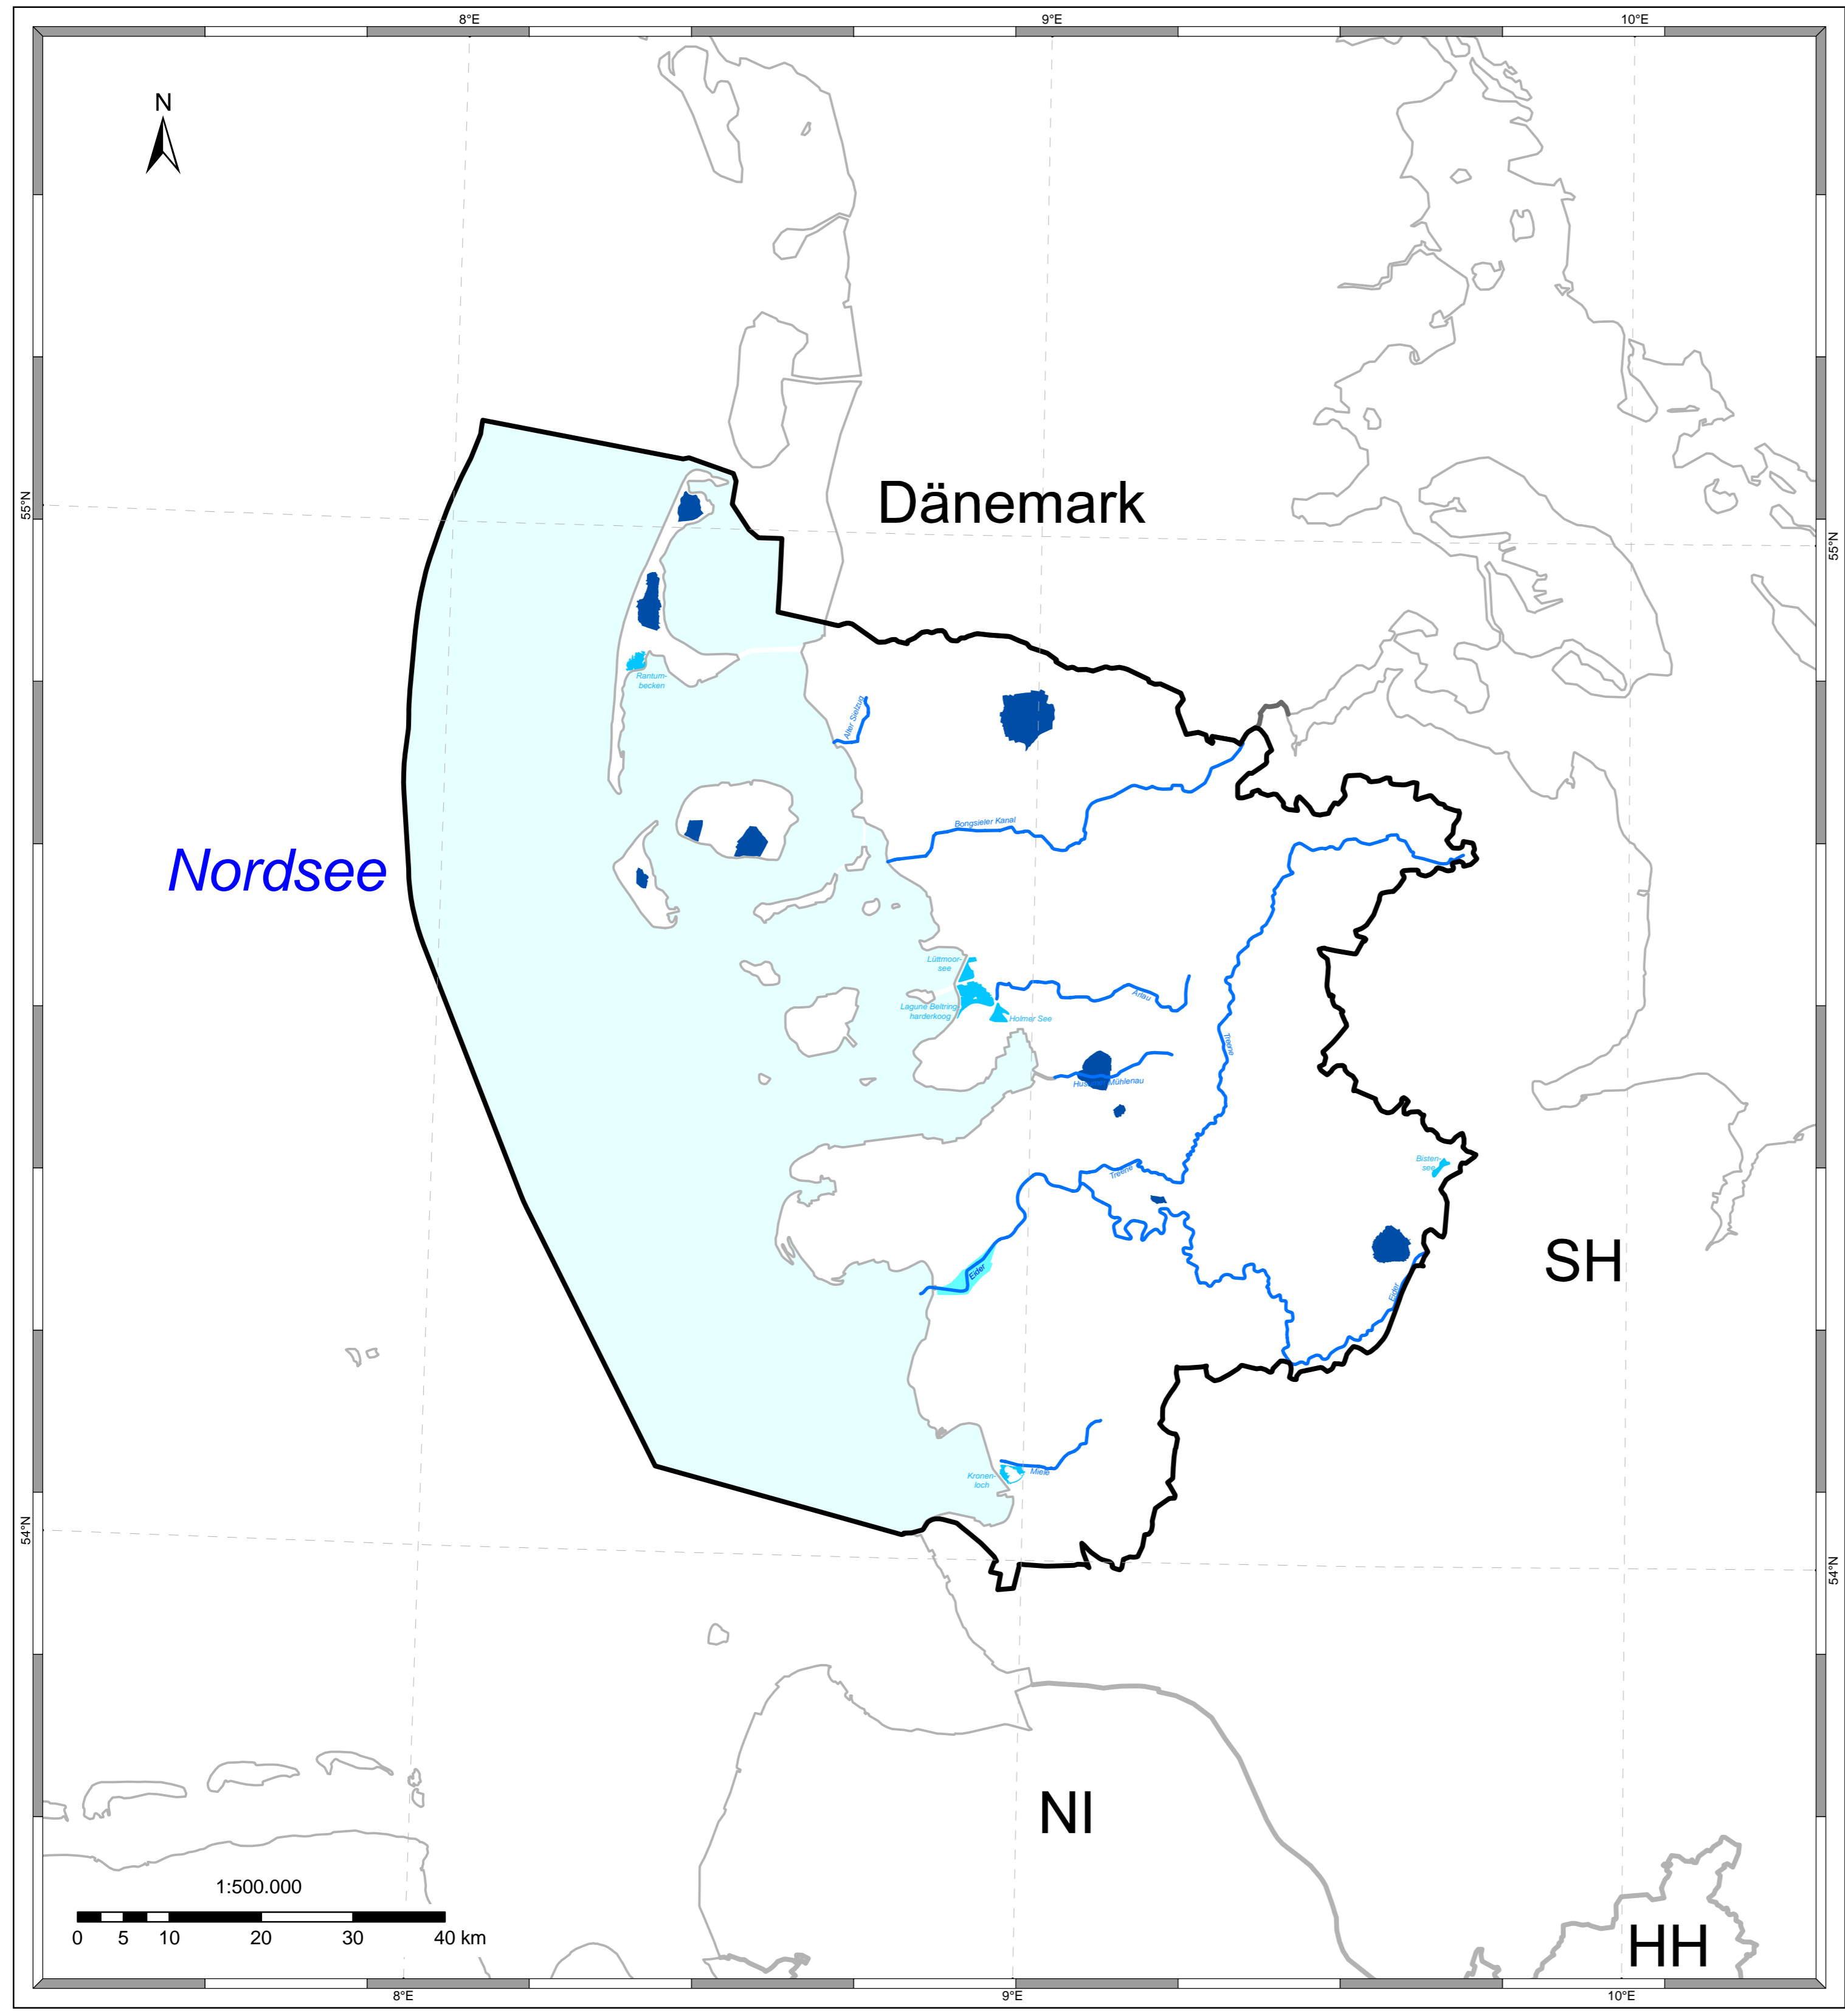 8°E
9°E
10°E
N
55°N
Dänemark
55°N
Rantum-
becken
Alter Sielzug
Bongsieler Kanal
Nordsee
Lüttmoor-
see
Lagune Beltring
harderkoog
Holmer See
Arlau
Treene
Husumer Mühlenau
Treene
Bisten-
see
SH
Eider
Eider
Kronen-
loch
Miele
54°N
54°N
NI
1:500.000
0 5 10 20 30 40 km
HH
8°E
9°E
10°E